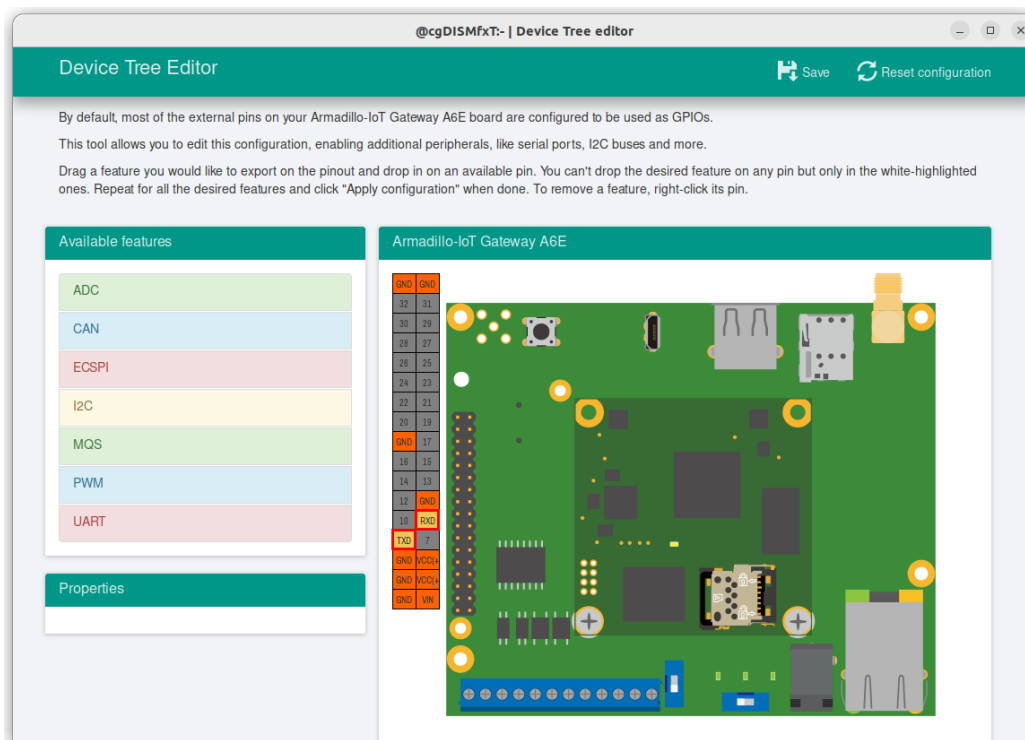 @cgDISMfxT:- | Device Tree editor
Device Tree Editor
Save
Reset configuration
By default, most of the external pins on your Armadillo-IoT Gateway A6E board are configured to be used as GPIOs.
This tool allows you to edit this configuration, enabling additional peripherals, like serial ports, I2C buses and more.
Drag a feature you would like to export on the pinout and drop in on an available pin. You can't drop the desired feature on any pin but only in the white-highlighted
ones. Repeat for all the desired features and click "Apply configuration" when done. To remove a feature, right-click its pin.
Available features
ADC
CAN
ECSPI
I2C
MQS
PWM
UART
Properties
Armadillo-IoT Gateway A6E
GND GND
32 31
30 29
28 27
26 25
24 23
22 21
20 19
GND 17
16 15
14 13
12 GND
10 RXD
TXD 7
GND VCC(+
GND VCC(+
GND VIN